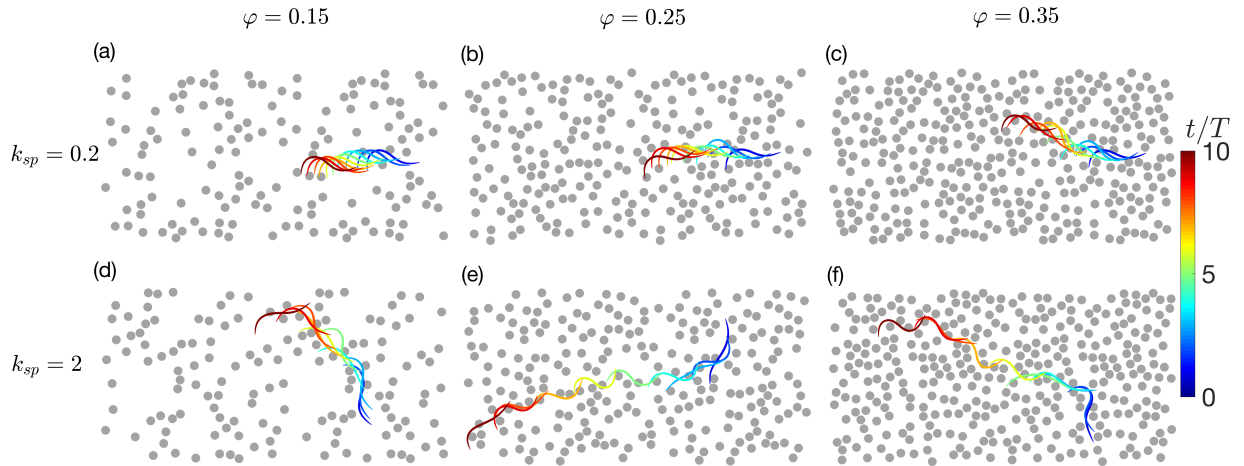 φ = 0.15
φ = 0.25
φ = 0.35
(a)
(b)
(c)
k_sp = 0.2
t/T
10
5
0
(d)
(e)
(f)
k_sp = 2